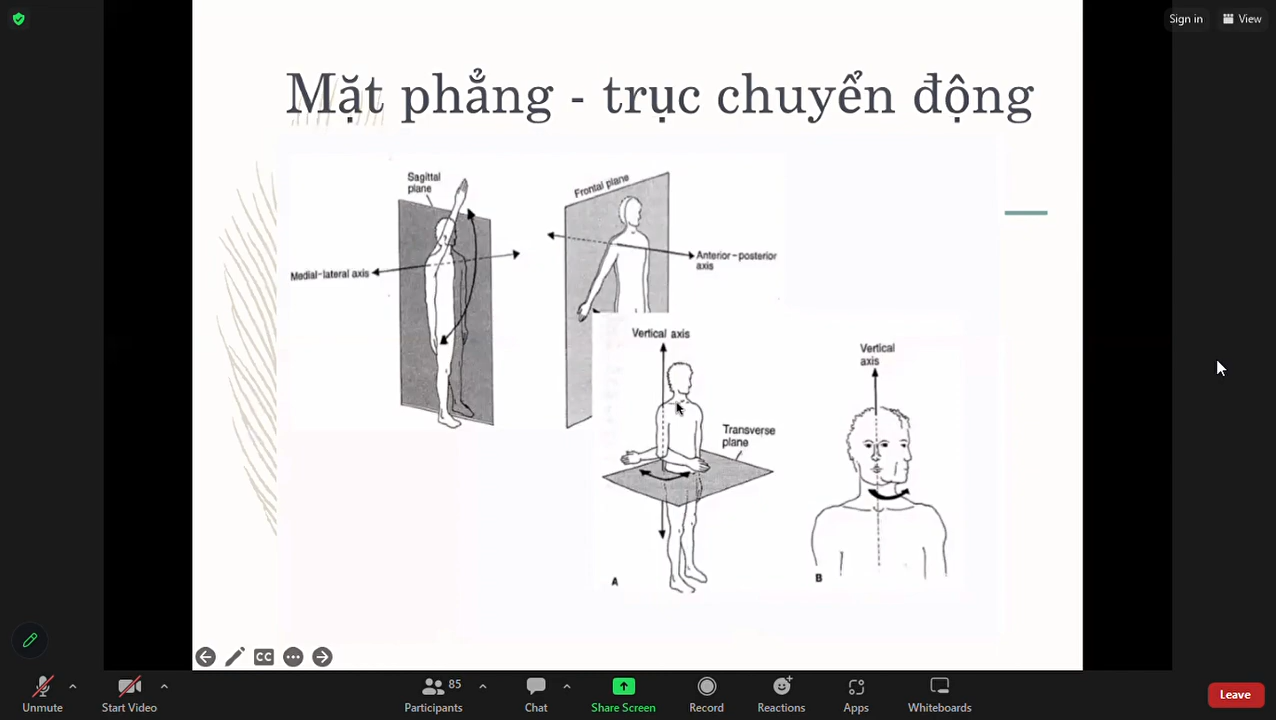 Sign in
View
Mặt phẳng - trục chuyển động
Sagittal
plane
Medial-lateral axis
Frontal plane
Anterior-posterior
axis
Vertical axis
Transverse
plane
A
Vertical
axis
B
CC
Unmute
Start Video
85
Participants
Chat
Share Screen
Record
Reactions
Apps
Whiteboards
Leave